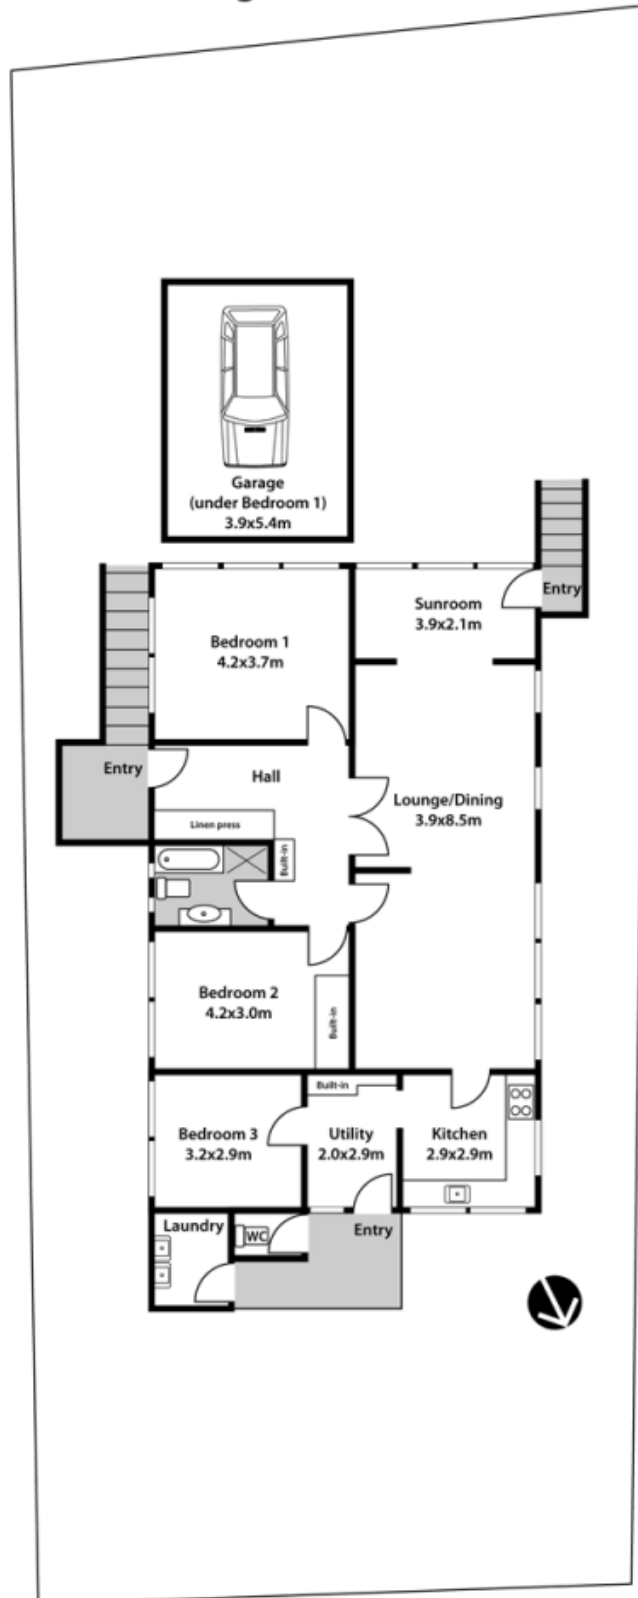 Garage
(under Bedroom 1)
3.9x5.4m
Entry
Sunroom
3.9x2.1m
Bedroom 1
4.2x3.7m
Entry
Hall
Lounge/Dining
3.9x8.5m
Linen press
Built-in
Bedroom 2
4.2x3.0m
Built-in
Built-in
Bedroom 3
3.2x2.9m
Utility
2.0x2.9m
Kitchen
2.9x2.9m
Laundry
WC
Entry